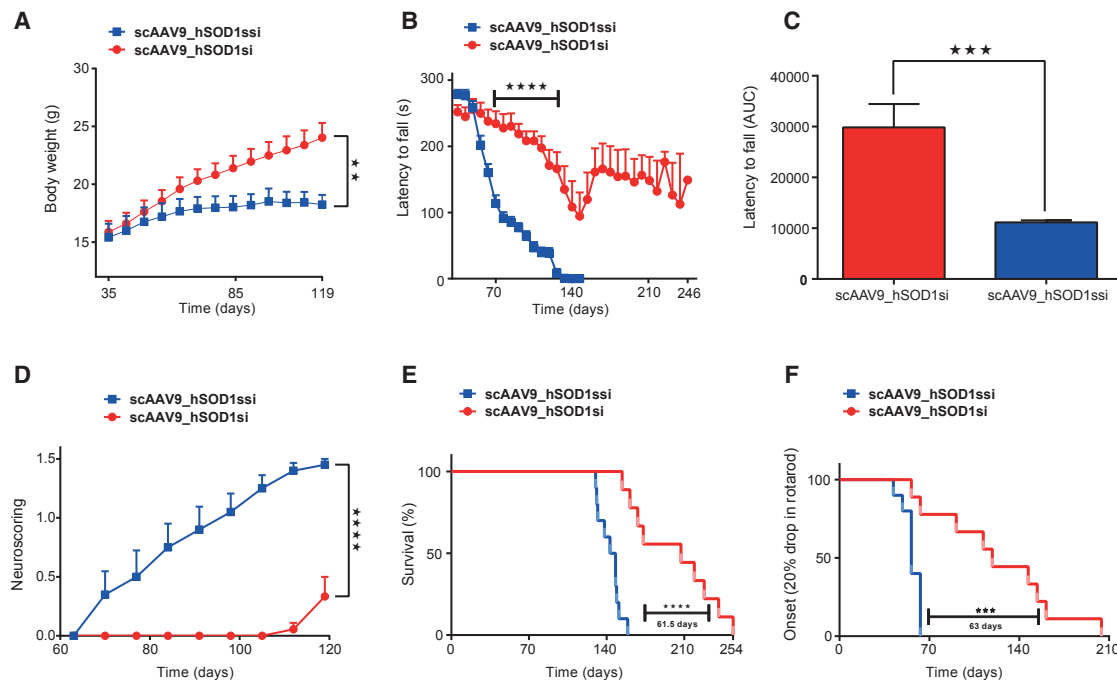 A
scAAV9_hSOD1ssi
scAAV9_hSOD1si
Body weight (g)
30
25
20
15
★★
35
85
119
Time (days)
B
scAAV9_hSOD1ssi
scAAV9_hSOD1si
Latency to fall (s)
300
200
100
0
★★★★
70
140
210
246
Time (days)
C
★★★
Latency to fall (AUC)
40000
30000
20000
10000
0
scAAV9_hSOD1si
scAAV9_hSOD1ssi
D
scAAV9_hSOD1ssi
scAAV9_hSOD1si
Neuroscoring
1.5
1.0
0.5
0.0
★★★★
60
80
100
120
Time (days)
E
scAAV9_hSOD1ssi
scAAV9_hSOD1si
Survival (%)
100
50
0
★★★★
61.5 days
0
70
140
210
254
Time (days)
F
scAAV9_hSOD1ssi
scAAV9_hSOD1si
Onset (20% drop in rotarod)
100
50
0
★★★
63 days
0
70
140
210
Time (days)